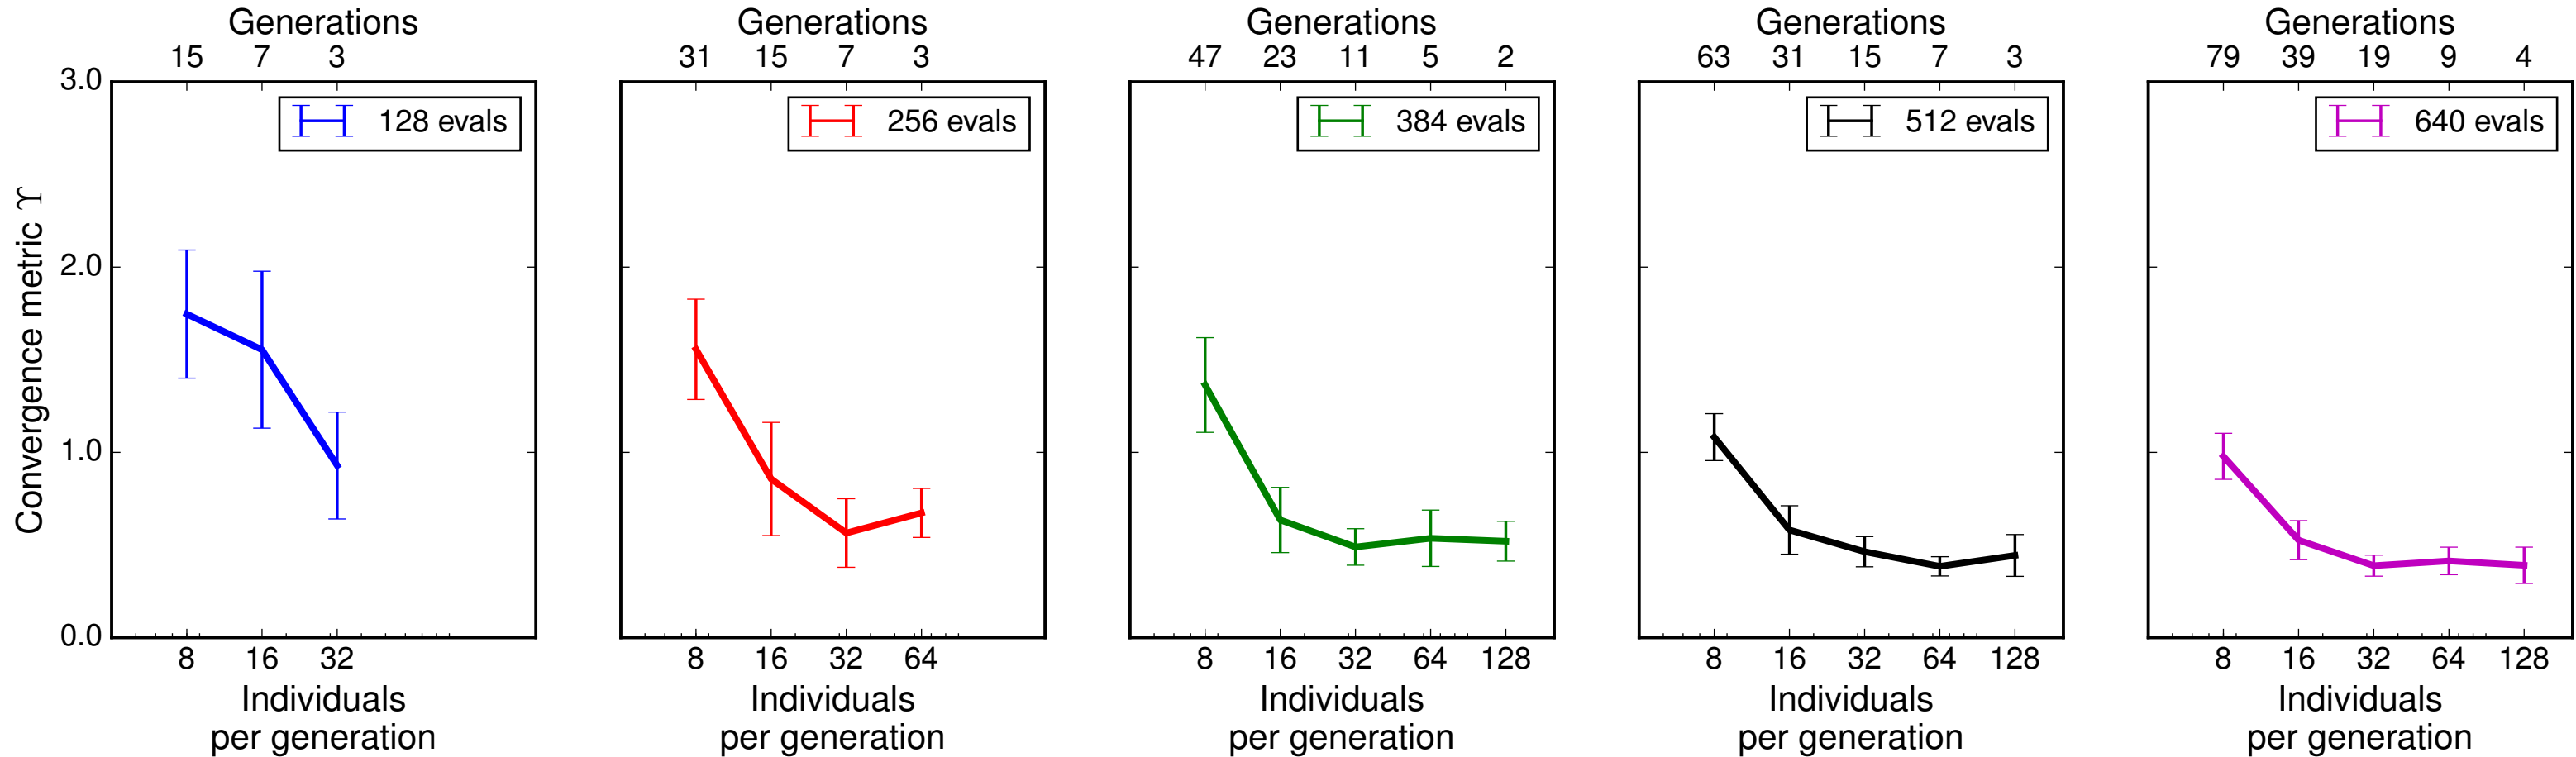 Generations Generations Generations Generations Generations
15 7 3 31 15 7 3 47 23 11 5 2 63 31 15 7 3 79 39 19 9 4
3.0
128 evals 256 evals 384 evals 512 evals 640 evals
2.0
1.0
0.0
Convergence metric ϒ
8 16 32 8 16 32 64 8 16 32 64 128 8 16 32 64 128 8 16 32 64 128
Individuals Individuals Individuals Individuals Individuals
per generation per generation per generation per generation per generation